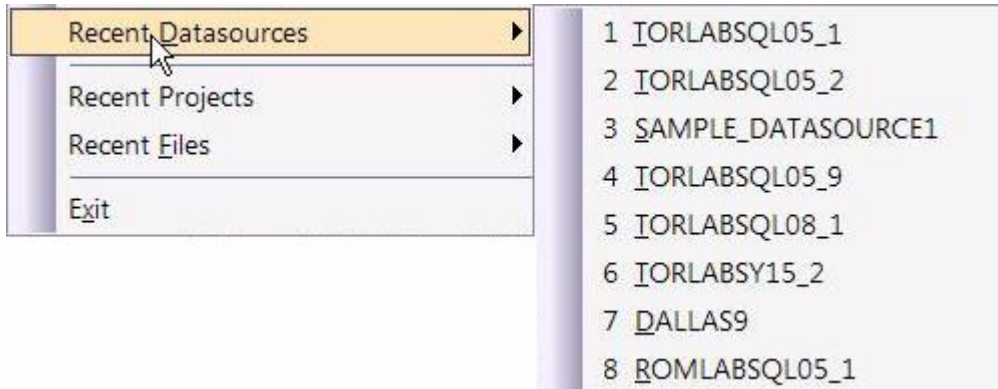 Recent Datasources
Recent Projects
Recent Files
Exit
1 TORLABSQL05_1
2 TORLABSQL05_2
3 SAMPLE_DATASOURCE1
4 TORLABSQL05_9
5 TORLABSQL08_1
6 TORLABSY15_2
7 DALLAS9
8 ROMLABSQL05_1